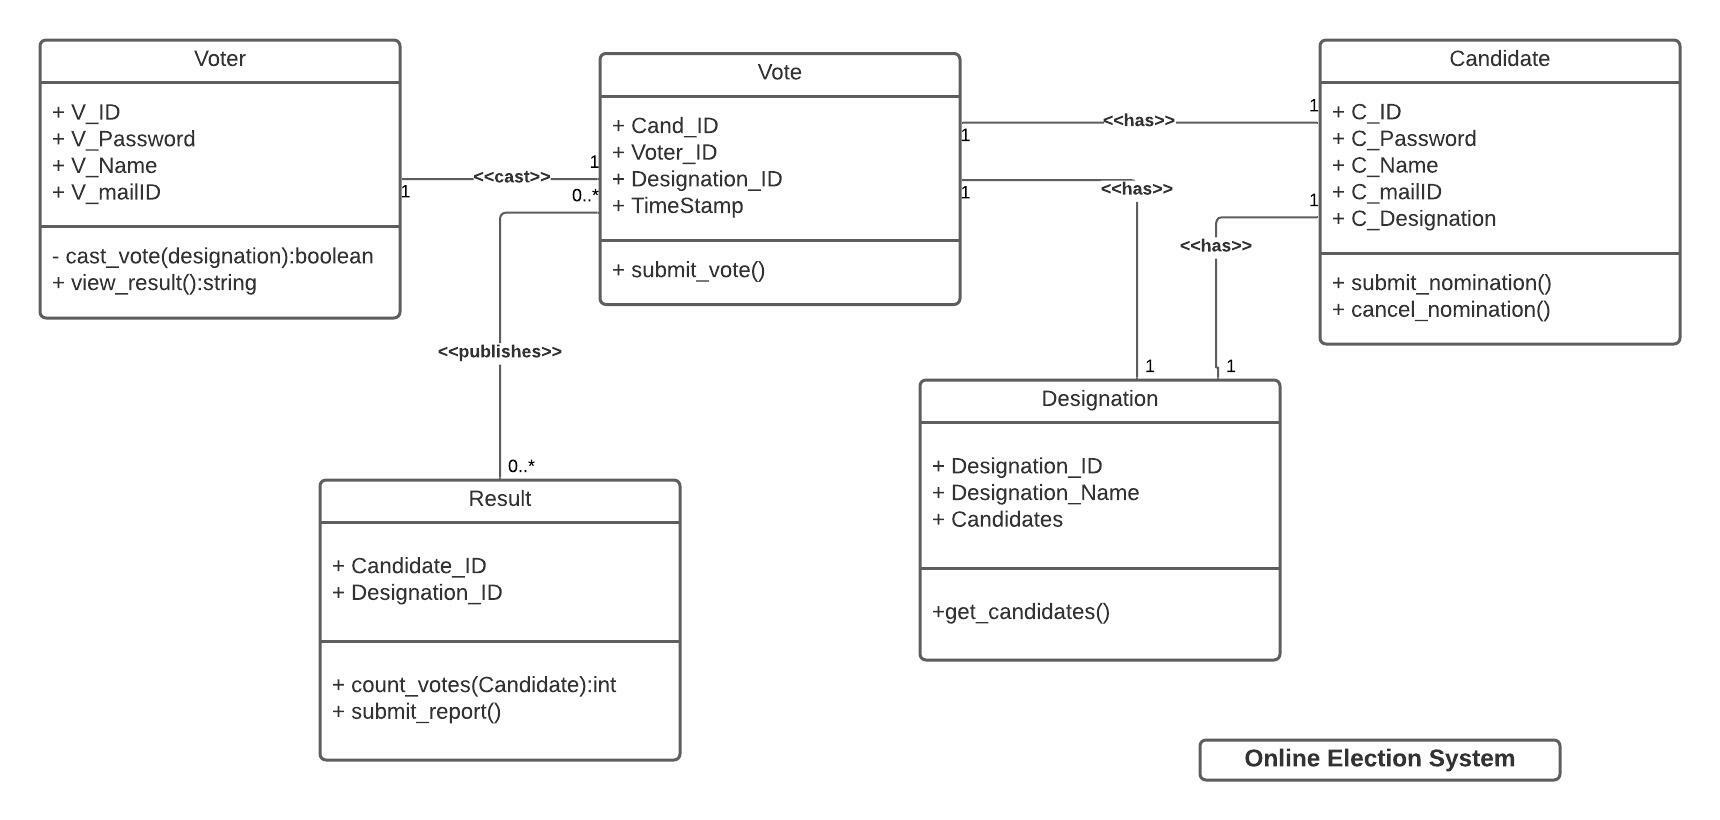 Voter
+ V_ID
+ V_Password
+ V_Name
+ V_mailID
- cast_vote(designation):boolean
+ view_result():string
1
<<cast>>
1
Vote
+ Cand_ID
+ Voter_ID
+ Designation_ID
+ TimeStamp
+ submit_vote()
0..*
<<publishes>>
0..*
1
<<has>>
1
1
<<has>>
1
Candidate
+ C_ID
+ C_Password
+ C_Name
+ C_mailID
+ C_Designation
+ submit_nomination()
+ cancel_nomination()
1
<<has>>
1
Result
+ Candidate_ID
+ Designation_ID
+ count_votes(Candidate):int
+ submit_report()
Designation
+ Designation_ID
+ Designation_Name
+ Candidates
+get_candidates()
Online Election System